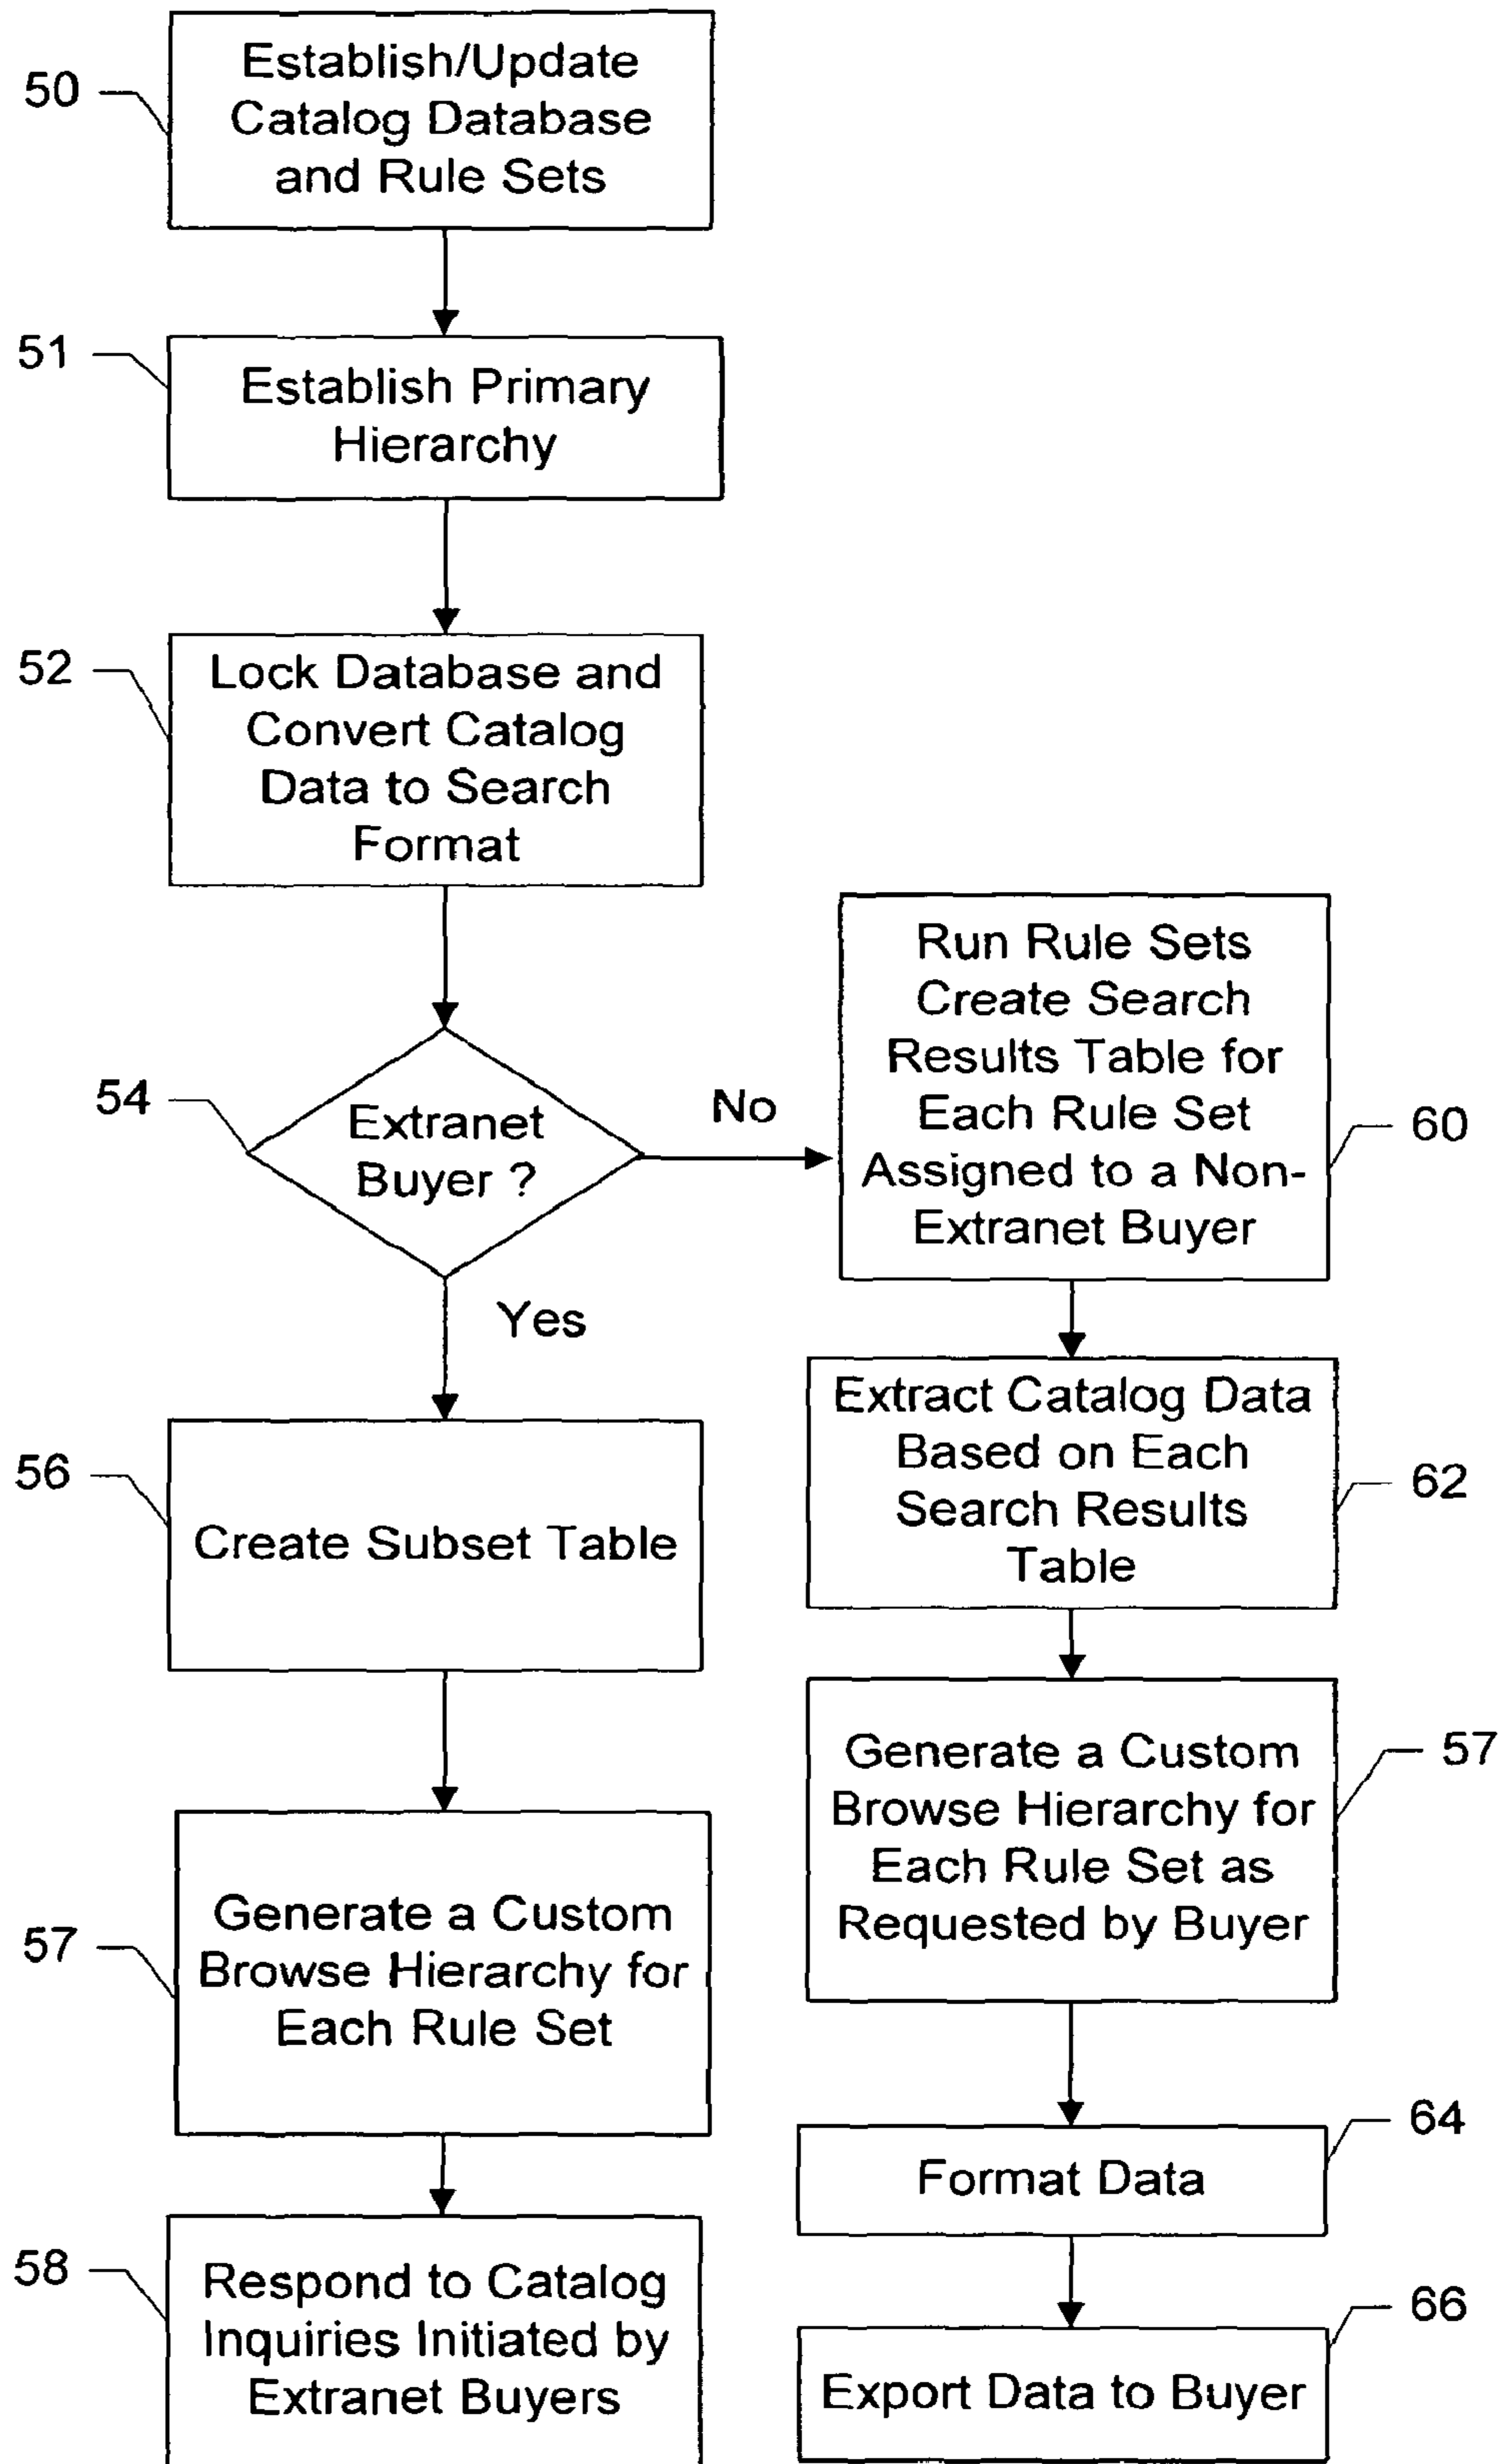 50
Establish/Update
Catalog Database
and Rule Sets
51
Establish Primary
Hierarchy
52
Lock Database and
Convert Catalog
Data to Search
Format
54
Extranet
Buyer ?
No
Yes
Run Rule Sets
Create Search
Results Table for
Each Rule Set
Assigned to a Non-
Extranet Buyer
60
56
Create Subset Table
Extract Catalog Data
Based on Each
Search Results
Table
62
57
Generate a Custom
Browse Hierarchy for
Each Rule Set
Generate a Custom
Browse Hierarchy for
Each Rule Set as
Requested by Buyer
57
58
Respond to Catalog
Inquiries Initiated by
Extranet Buyers
Format Data
64
Export Data to Buyer
66